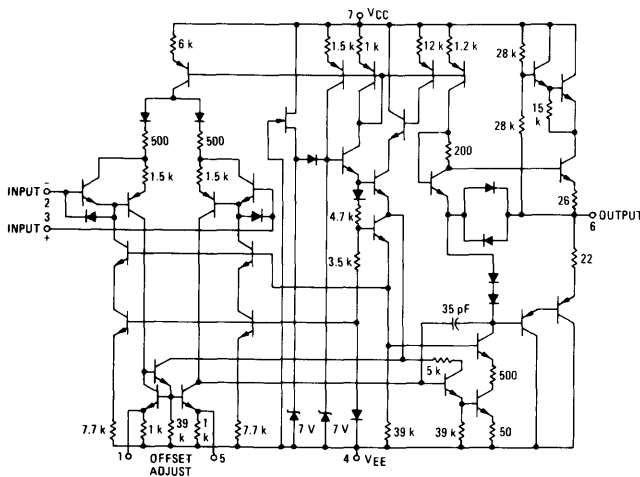 7 VCC
6 k
1.5 k
1 k
12 k
1.2 k
28 k
15 k
28 k
500
500
200
1.5 k
1.5 k
INPUT -
2
3
INPUT +
4.7 k
26
OUTPUT
6
3.5 k
22
35 pF
5 k
500
7.7 k
1 k
39 k
1 k
7.7 k
7 V
7 V
39 k
39 k
50
1
OFFSET ADJUST
5
4 VEE